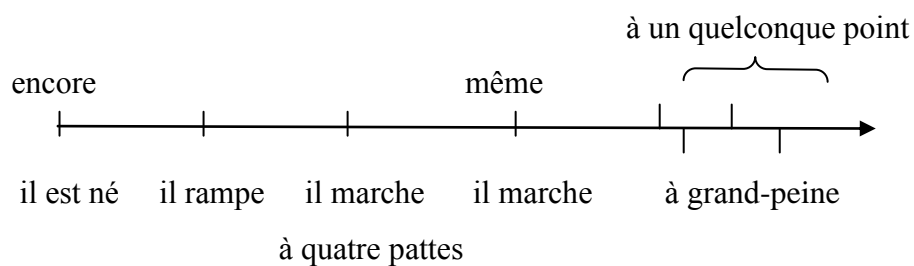 à un quelconque point
encore même
il est né il rampe il marche il marche à grand-peine
à quatre pattes